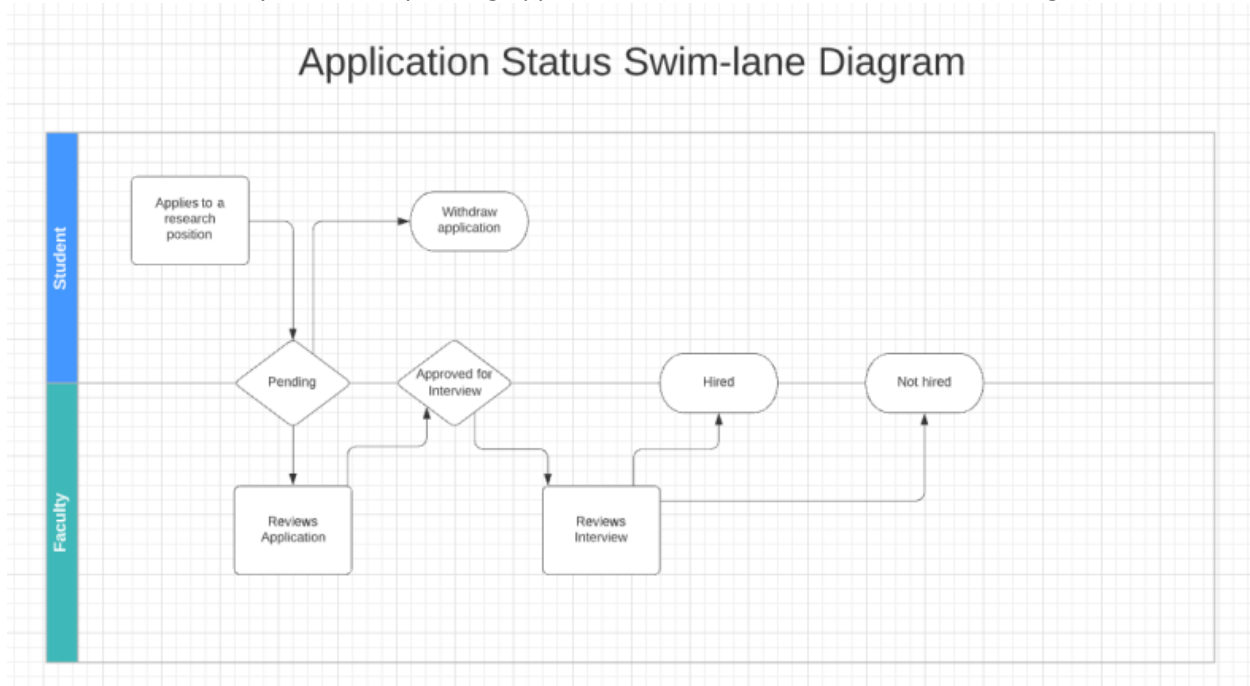 Application Status Swim-lane Diagram
Student
Applies to a
research
position
Withdraw
application
Pending
Approved for
Interview
Hired
Not hired
Faculty
Reviews
Application
Reviews
Interview